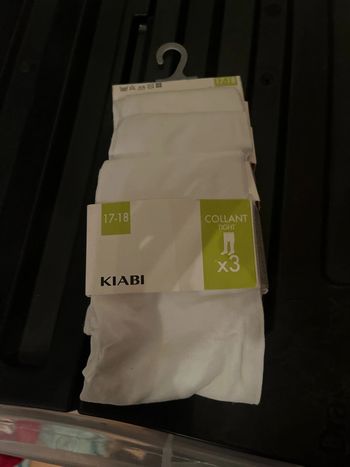 17-18
COLLANT
TIGHT
x3
KIABI